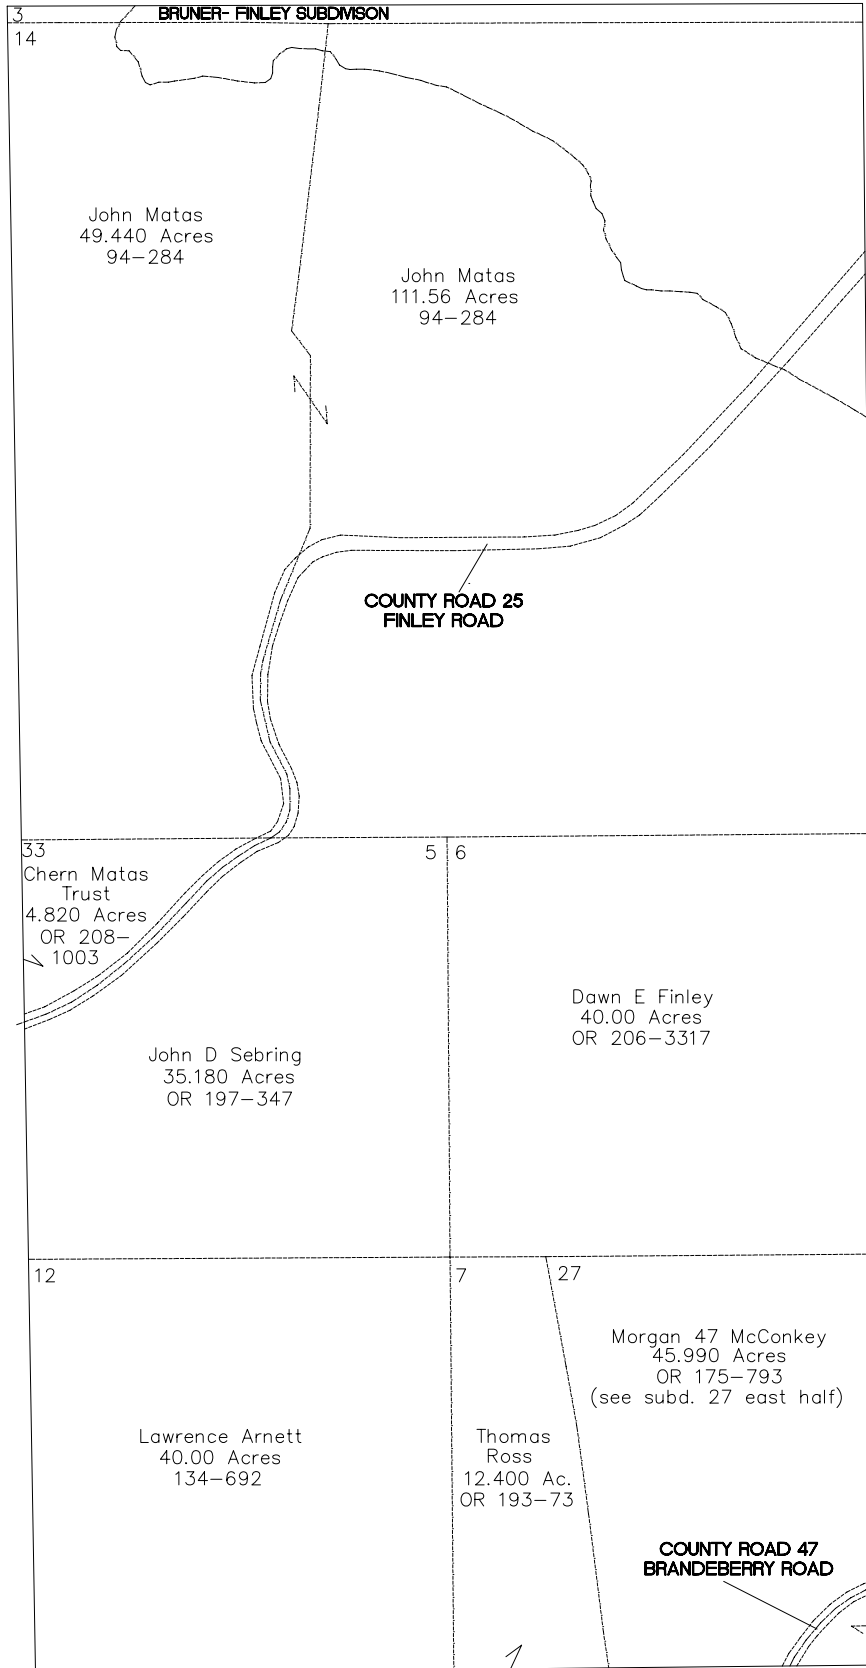 3
BRUNER- FINLEY SUBDIVISON
14
John Matas
49.440 Acres
94-284
John Matas
111.56 Acres
94-284
COUNTY ROAD 25
FINLEY ROAD
33
5
6
Chern Matas
Trust
4.820 Acres
OR 208-
1003
Dawn E Finley
40.00 Acres
OR 206-3317
John D Sebring
35.180 Acres
OR 197-347
12
7
27
Morgan 47 McConkey
45.990 Acres
OR 175-793
(see subd. 27 east half)
Lawrence Arnett
40.00 Acres
134-692
Thomas
Ross
12.400 Ac.
OR 193-73
COUNTY ROAD 47
BRANDEBERRY ROAD